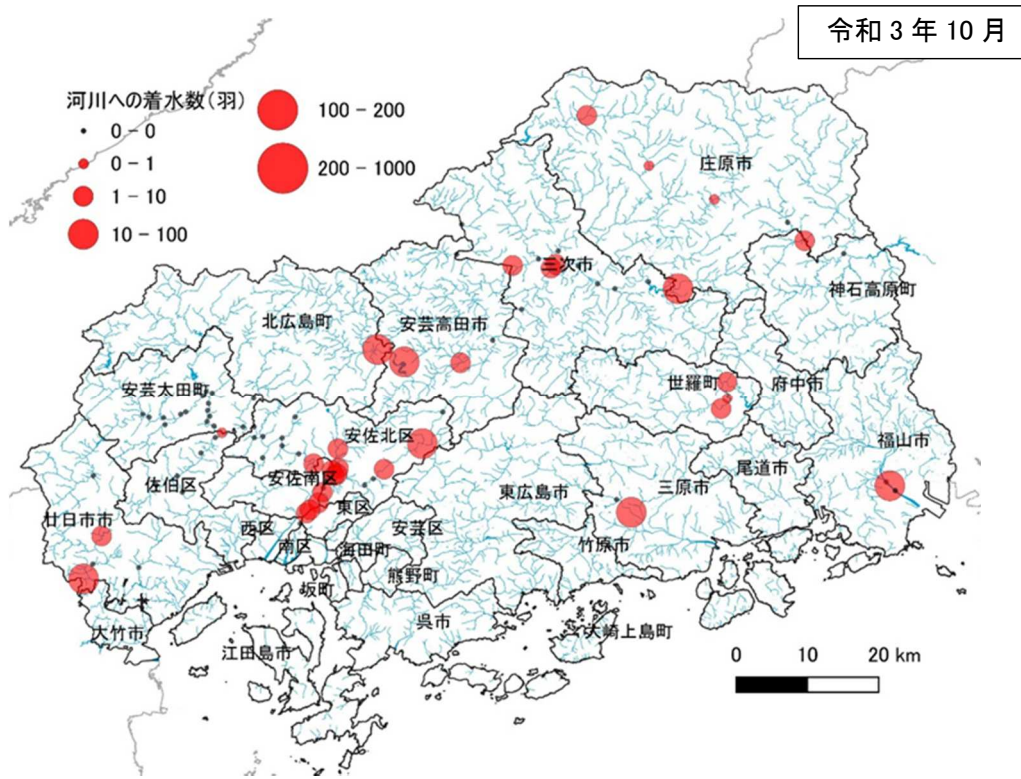 令和3年10月
河川への着水数(羽)
0 – 0
0 – 1
1 – 10
10 – 100
100 – 200
200 – 1000
庄原市
三次市
神石高原町
北広島町
安芸高田市
安芸太田町
世羅町
府中市
安佐北区
福山市
安佐南区
尾道市
佐伯区
三原市
東広島市
東区
廿日市市
西区
安芸区
南区
海田町
竹原市
熊野町
坂町
呉市
大竹市
大崎上島町
江田島市
0 10 20 km